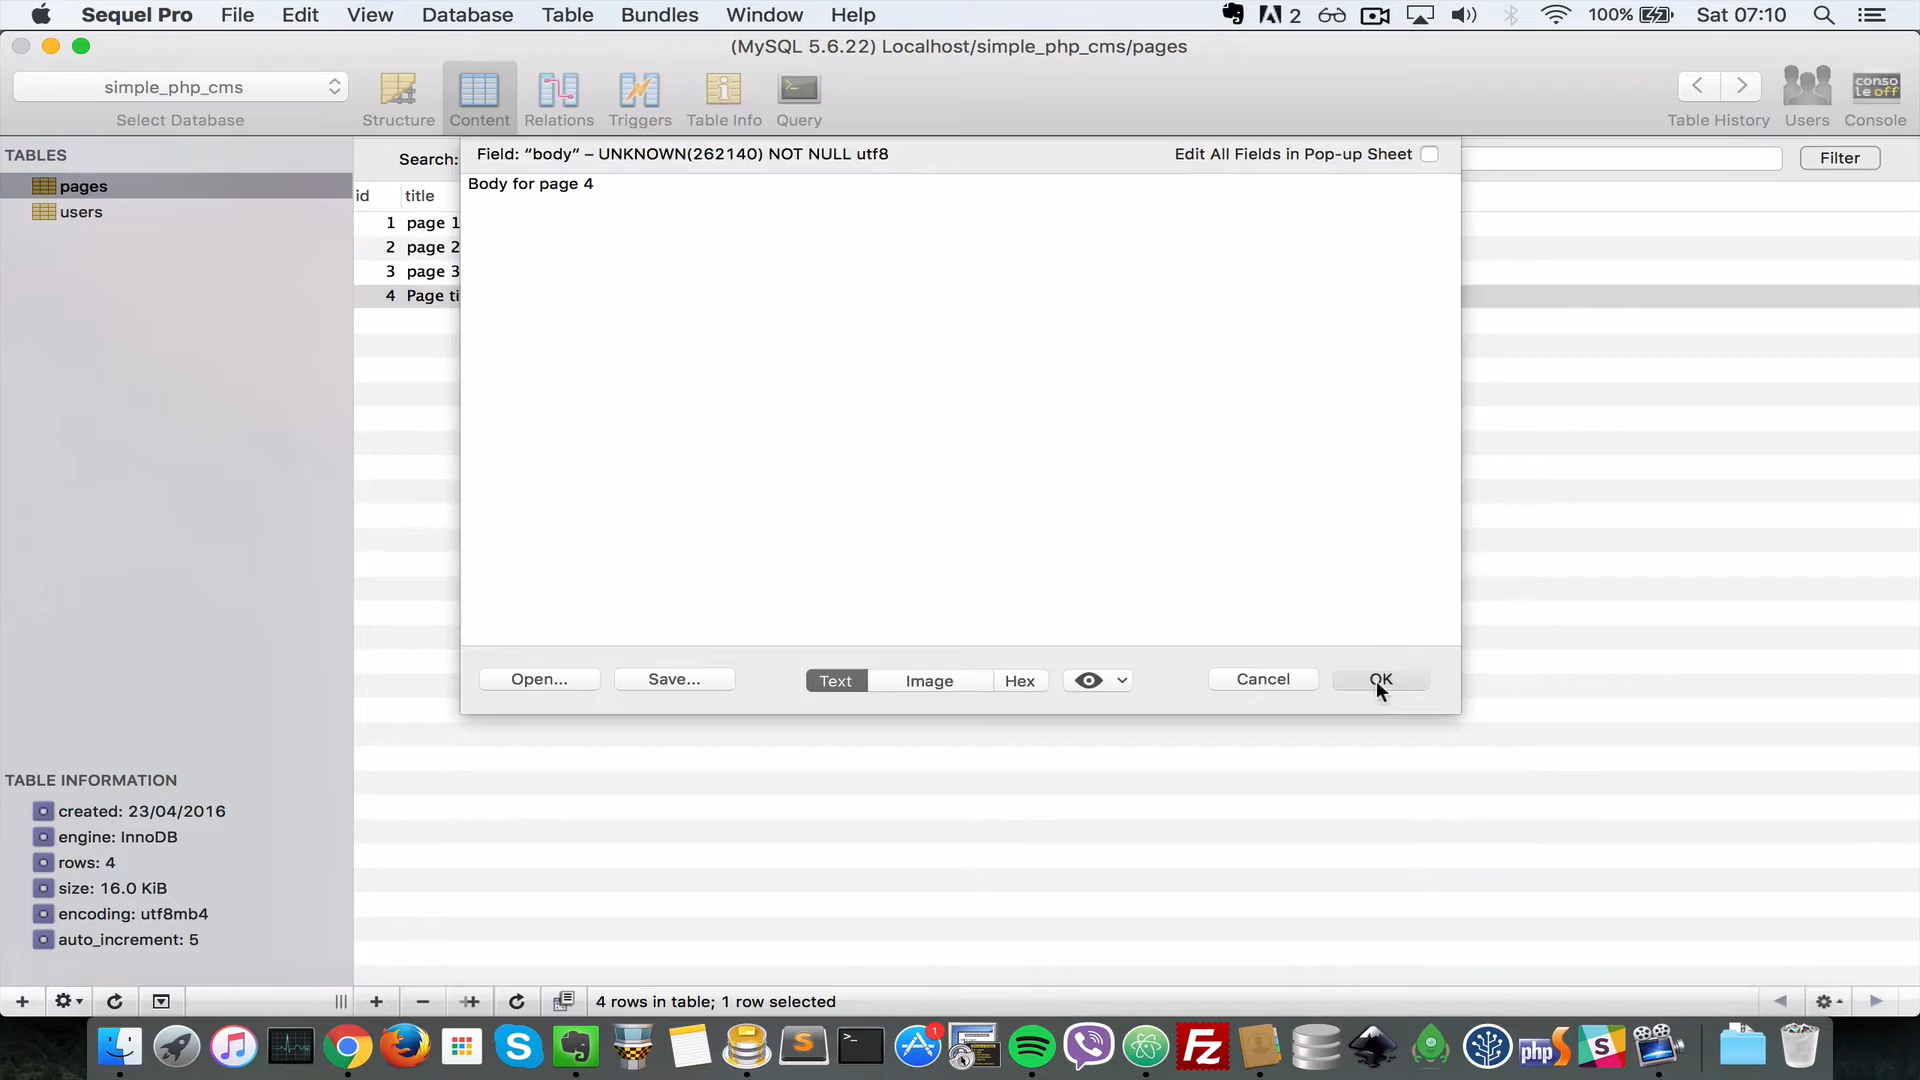 Sequel Pro File Edit View Database Table Bundles Window Help 2 100% Sat 07:10
(MySQL 5.6.22) Localhost/simple_php_cms/pages
simple_php_cms
Select Database Structure Content Relations Triggers Table Info Query Table History Users Console
conso
le off
TABLES
pages
users
Search: Filter
Field: “body” – UNKNOWN(262140) NOT NULL utf8 Edit All Fields in Pop-up Sheet
Body for page 4
id title
1 page 1
2 page 2
3 page 3
4 Page ti
Open... Save... Text Image Hex Cancel OK
TABLE INFORMATION
created: 23/04/2016
engine: InnoDB
rows: 4
size: 16.0 KiB
encoding: utf8mb4
auto_increment: 5
4 rows in table; 1 row selected
1
php